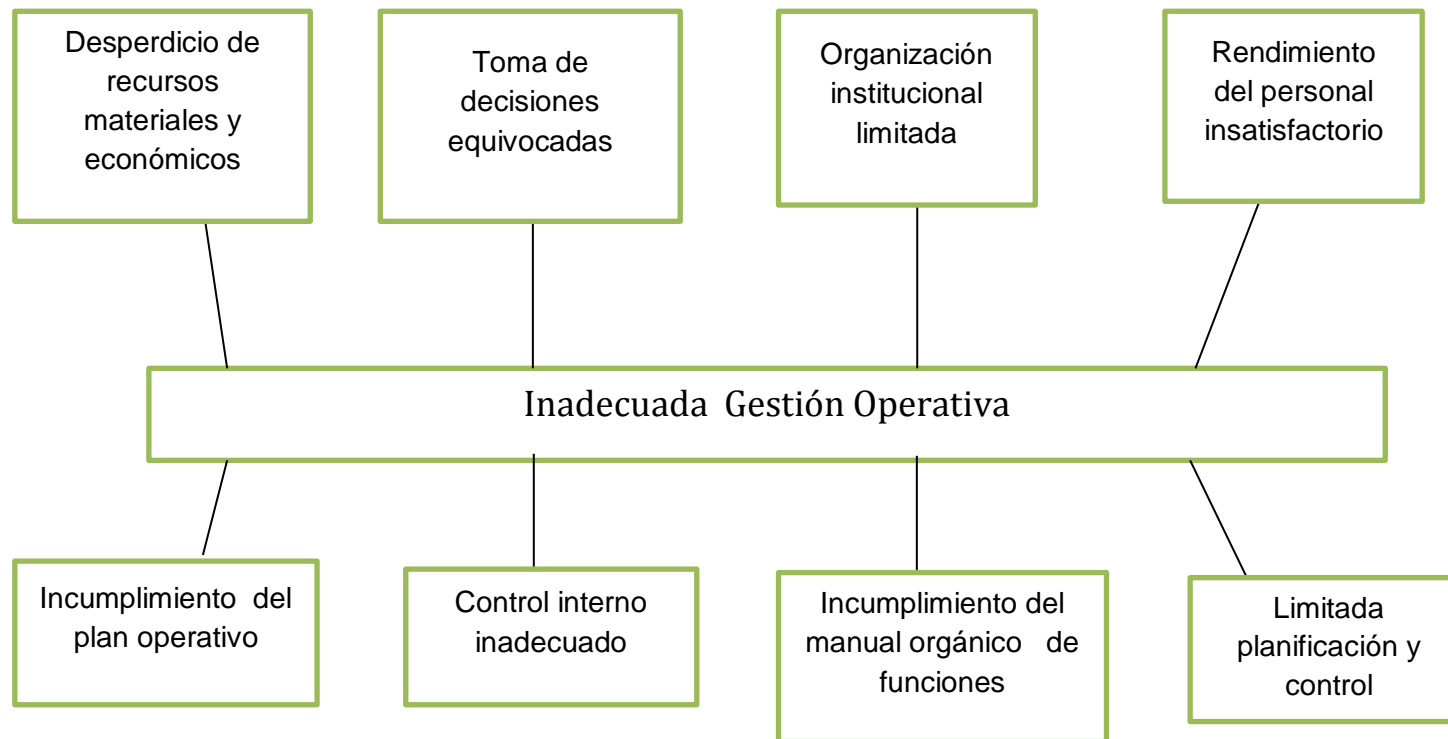 Desperdicio de
recursos
materiales y
económicos
Toma de
decisiones
equivocadas
Organización
institucional
limitada
Rendimiento
del personal
insatisfactorio
Inadecuada  Gestión Operativa
Incumplimiento  del
plan operativo
Control interno
inadecuado
Incumplimiento del
manual orgánico   de
funciones
Limitada
planificación y
control